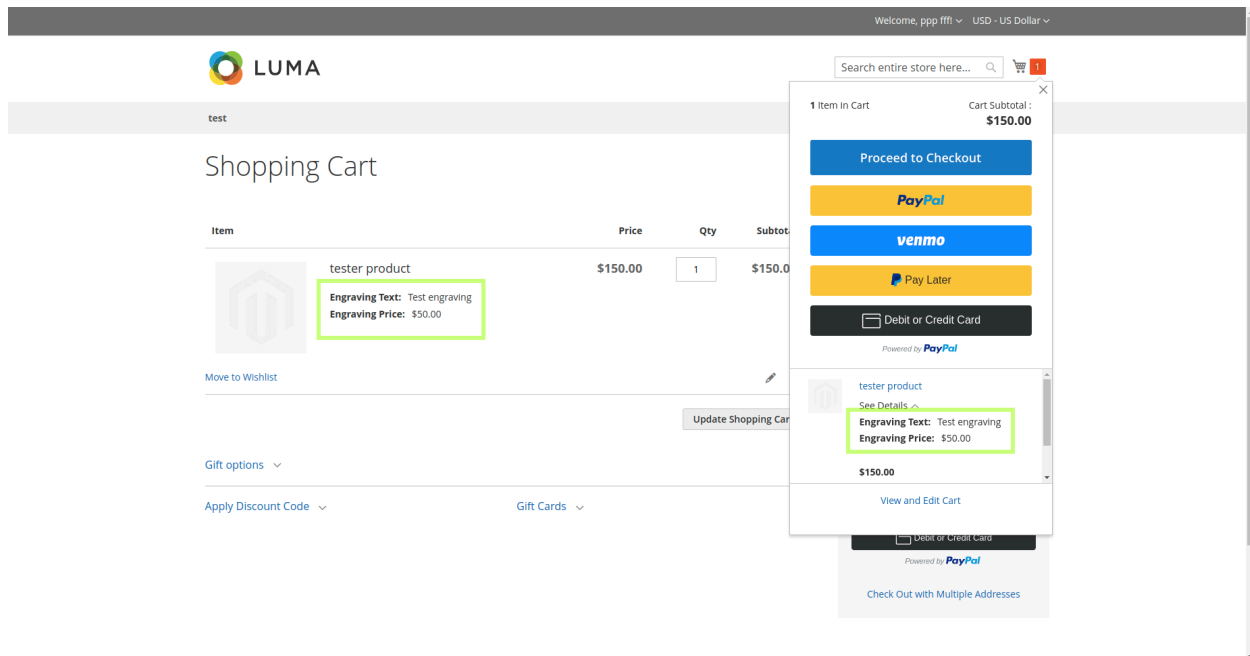 Welcome, ppp fff! USD - US Dollar
LUMA
Search entire store here...
1
test
1 Item in Cart
Cart Subtotal :
$150.00
Proceed to Checkout
PayPal
venmo
Pay Later
Debit or Credit Card
Powered by PayPal
tester product
See Details
Engraving Text: Test engraving
Engraving Price: $50.00
$150.00
View and Edit Cart
Shopping Cart
Item Price Qty Subtot
tester product $150.00 1 $150.0
Engraving Text: Test engraving
Engraving Price: $50.00
Move to Wishlist
Update Shopping Car
Gift options
Apply Discount Code Gift Cards
Debit or Credit Card
Powered by PayPal
Check Out with Multiple Addresses